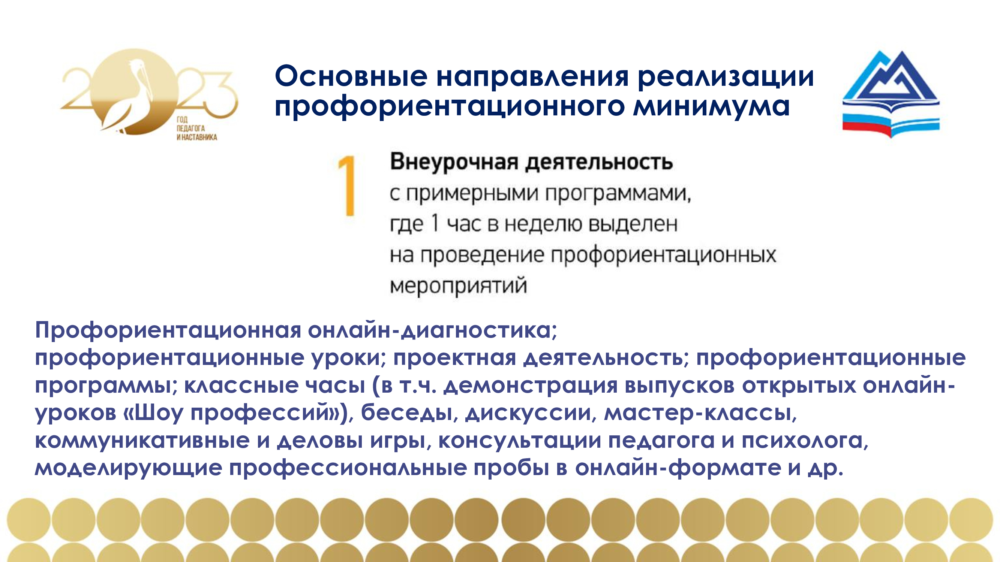 2023
ГОД
ПЕДАГОГА
И НАСТАВНИКА
Основные направления реализации
профориентационного минимума
1
Внеурочная деятельность
с примерными программами,
где 1 час в неделю выделен
на проведение профориентационных
мероприятий
Профориентационная онлайн-диагностика;
профориентационные уроки; проектная деятельность; профориентационные
программы; классные часы (в т.ч. демонстрация выпусков открытых онлайн-
уроков «Шоу профессий»), беседы, дискуссии, мастер-классы,
коммуникативные и деловы игры, консультации педагога и психолога,
моделирующие профессиональные пробы в онлайн-формате и др.